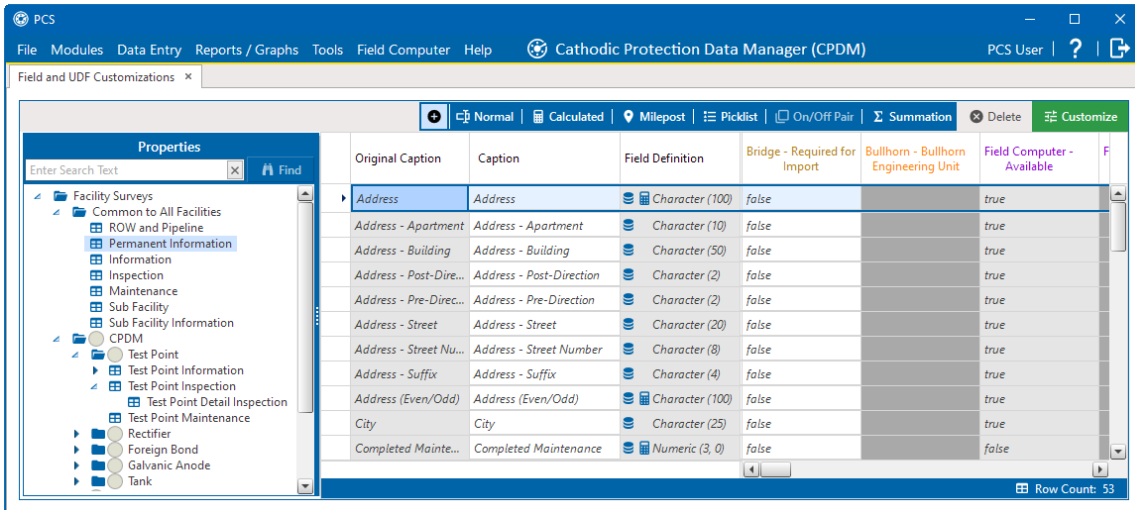 PCS
File Modules Data Entry Reports / Graphs Tools Field Computer Help Cathodic Protection Data Manager (CPDM) PCS User | ? |
Field and UDF Customizations ×
Normal | Calculated | Milepost | Picklist | On/Off Pair | Σ Summation Delete Customize
Properties
Enter Search Text × Find
Facility Surveys
Common to All Facilities
ROW and Pipeline
Permanent Information
Information
Inspection
Maintenance
Sub Facility
Sub Facility Information
CPDM
Test Point
Test Point Information
Test Point Inspection
Test Point Detail Inspection
Test Point Maintenance
Rectifier
Foreign Bond
Galvanic Anode
Tank
Original Caption Caption Field Definition Bridge - Required for Import Bullhorn - Bullhorn Engineering Unit Field Computer - Available F
Address Address Character (100) false true
Address - Apartment Address - Apartment Character (10) false true
Address - Building Address - Building Character (50) false true
Address - Post-Dire... Address - Post-Direction Character (2) false true
Address - Pre-Direc... Address - Pre-Direction Character (2) false true
Address - Street Address - Street Character (20) false true
Address - Street Nu... Address - Street Number Character (8) false true
Address - Suffix Address - Suffix Character (4) false true
Address (Even/Odd) Address (Even/Odd) Character (100) false true
City City Character (25) false true
Completed Mainte... Completed Maintenance Numeric (3, 0) false false
Row Count: 53